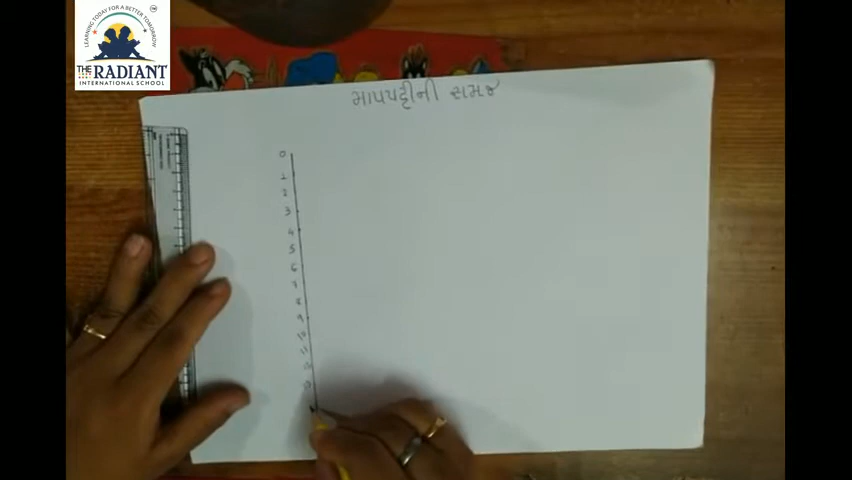 LEARNING TODAY FOR A BETTER TOMORROW
TM
THE RADIANT
INTERNATIONAL SCHOOL
માપપટ્ટીની સમજ
0
1
2
3
4
5
6
7
8
9
10
11